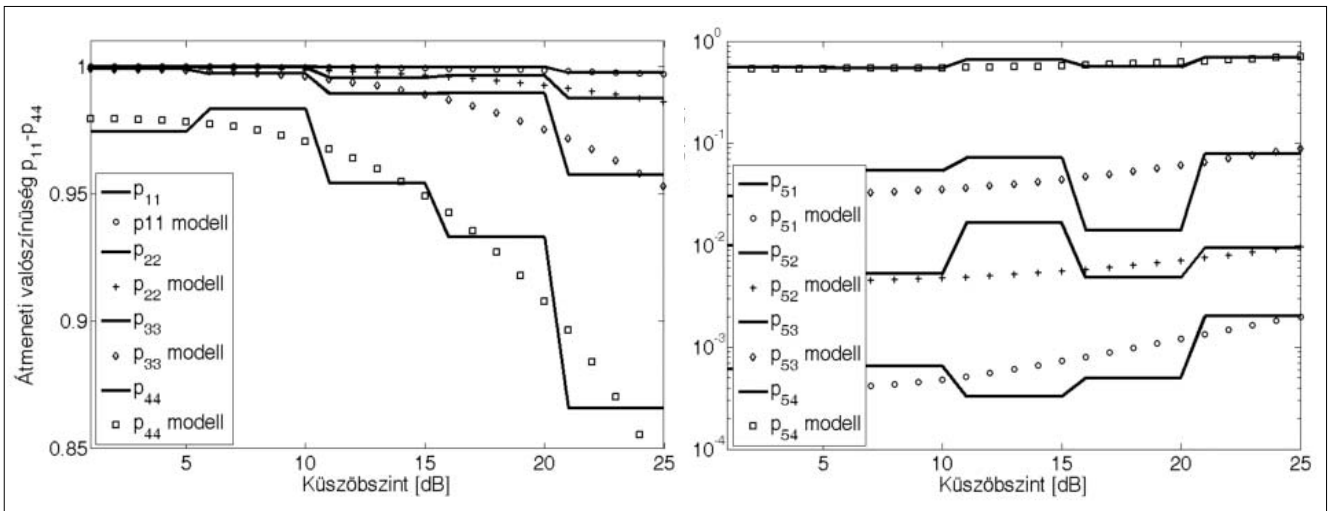 Átmeneti valószínűség p11-p44
1
0.95
0.9
0.85
5
10
15
20
25
Küszöbszint [dB]
p11
p11 modell
p22
p22 modell
p33
p33 modell
p44
p44 modell
10^0
10^-1
10^-2
10^-3
10^-4
5
10
15
20
25
Küszöbszint [dB]
p51
p51 modell
p52
p52 modell
p53
p53 modell
p54
p54 modell